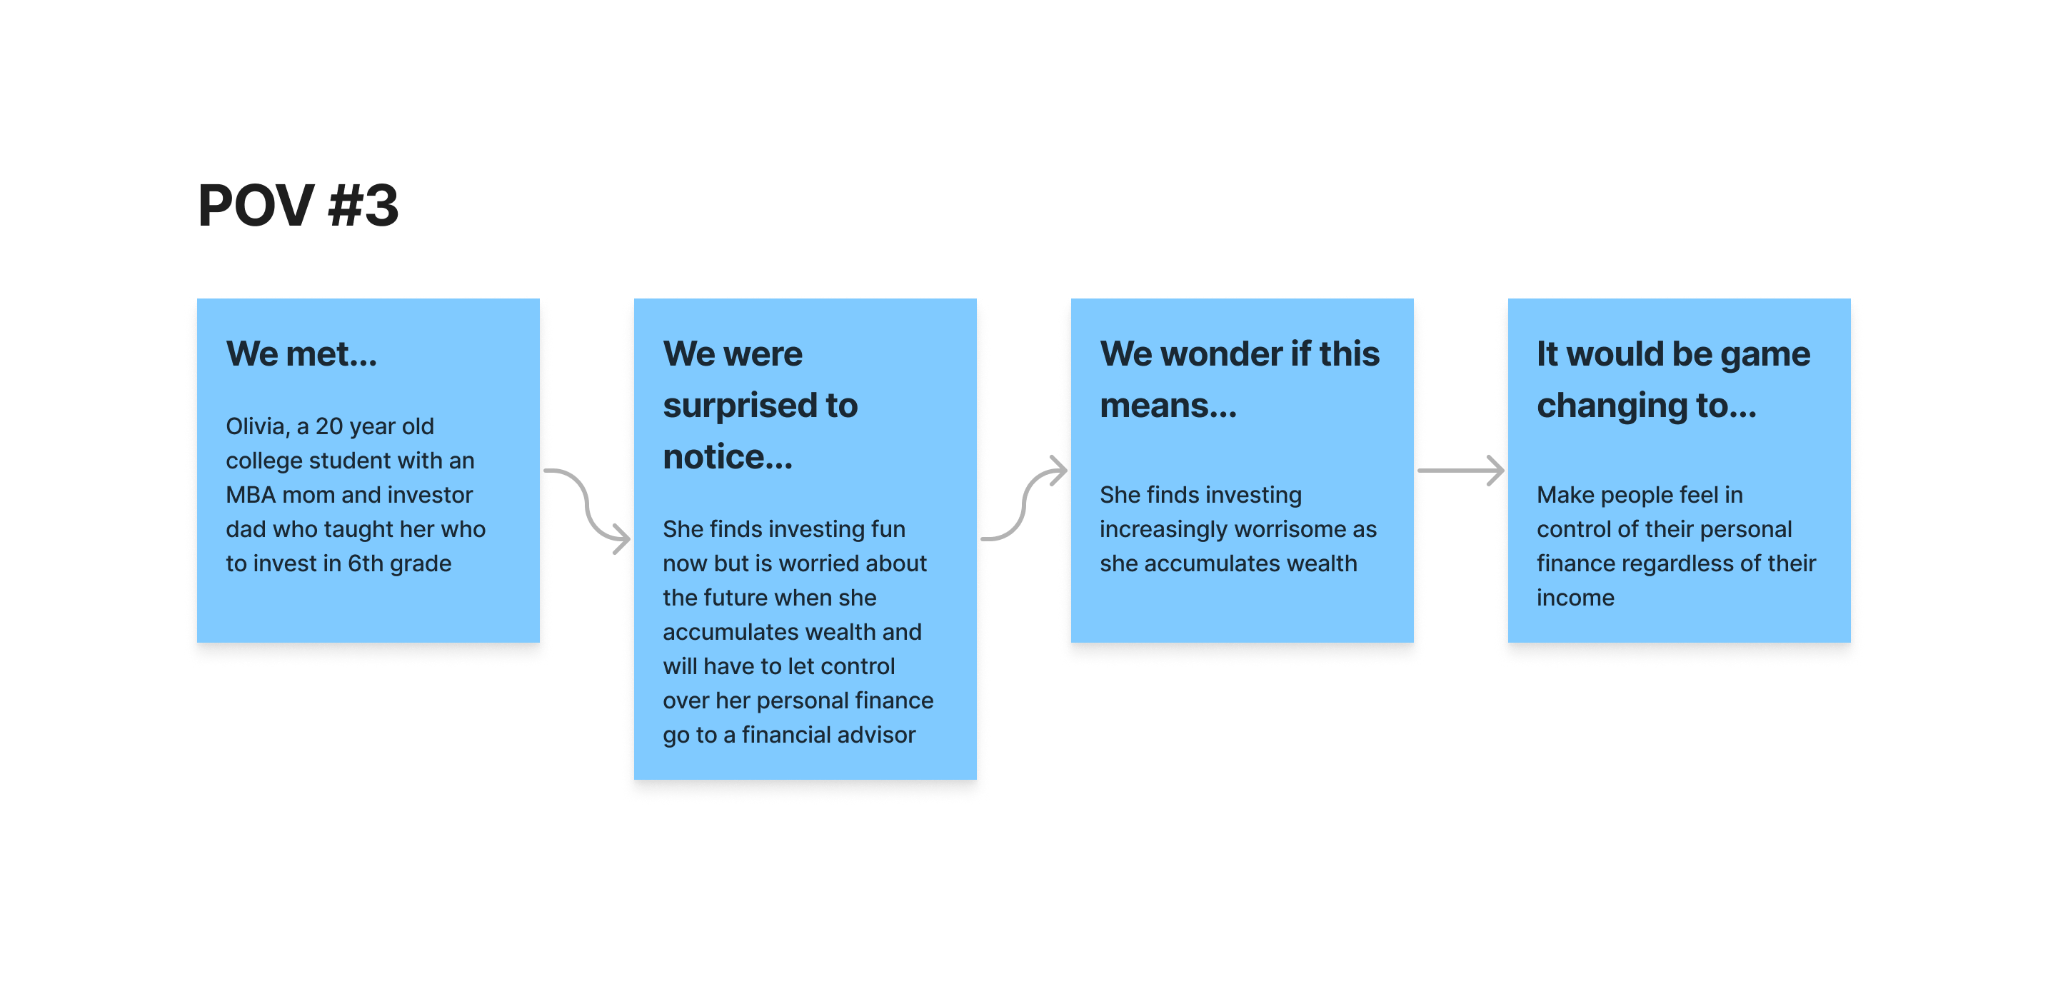 POV #3
We met...
Olivia, a 20 year old
college student with an
MBA mom and investor
dad who taught her who
to invest in 6th grade
We were
surprised to
notice...
She finds investing fun
now but is worried about
the future when she
accumulates wealth and
will have to let control
over her personal finance
go to a financial advisor
We wonder if this
means...
She finds investing
increasingly worrisome as
she accumulates wealth
It would be game
changing to...
Make people feel in
control of their personal
finance regardless of their
income